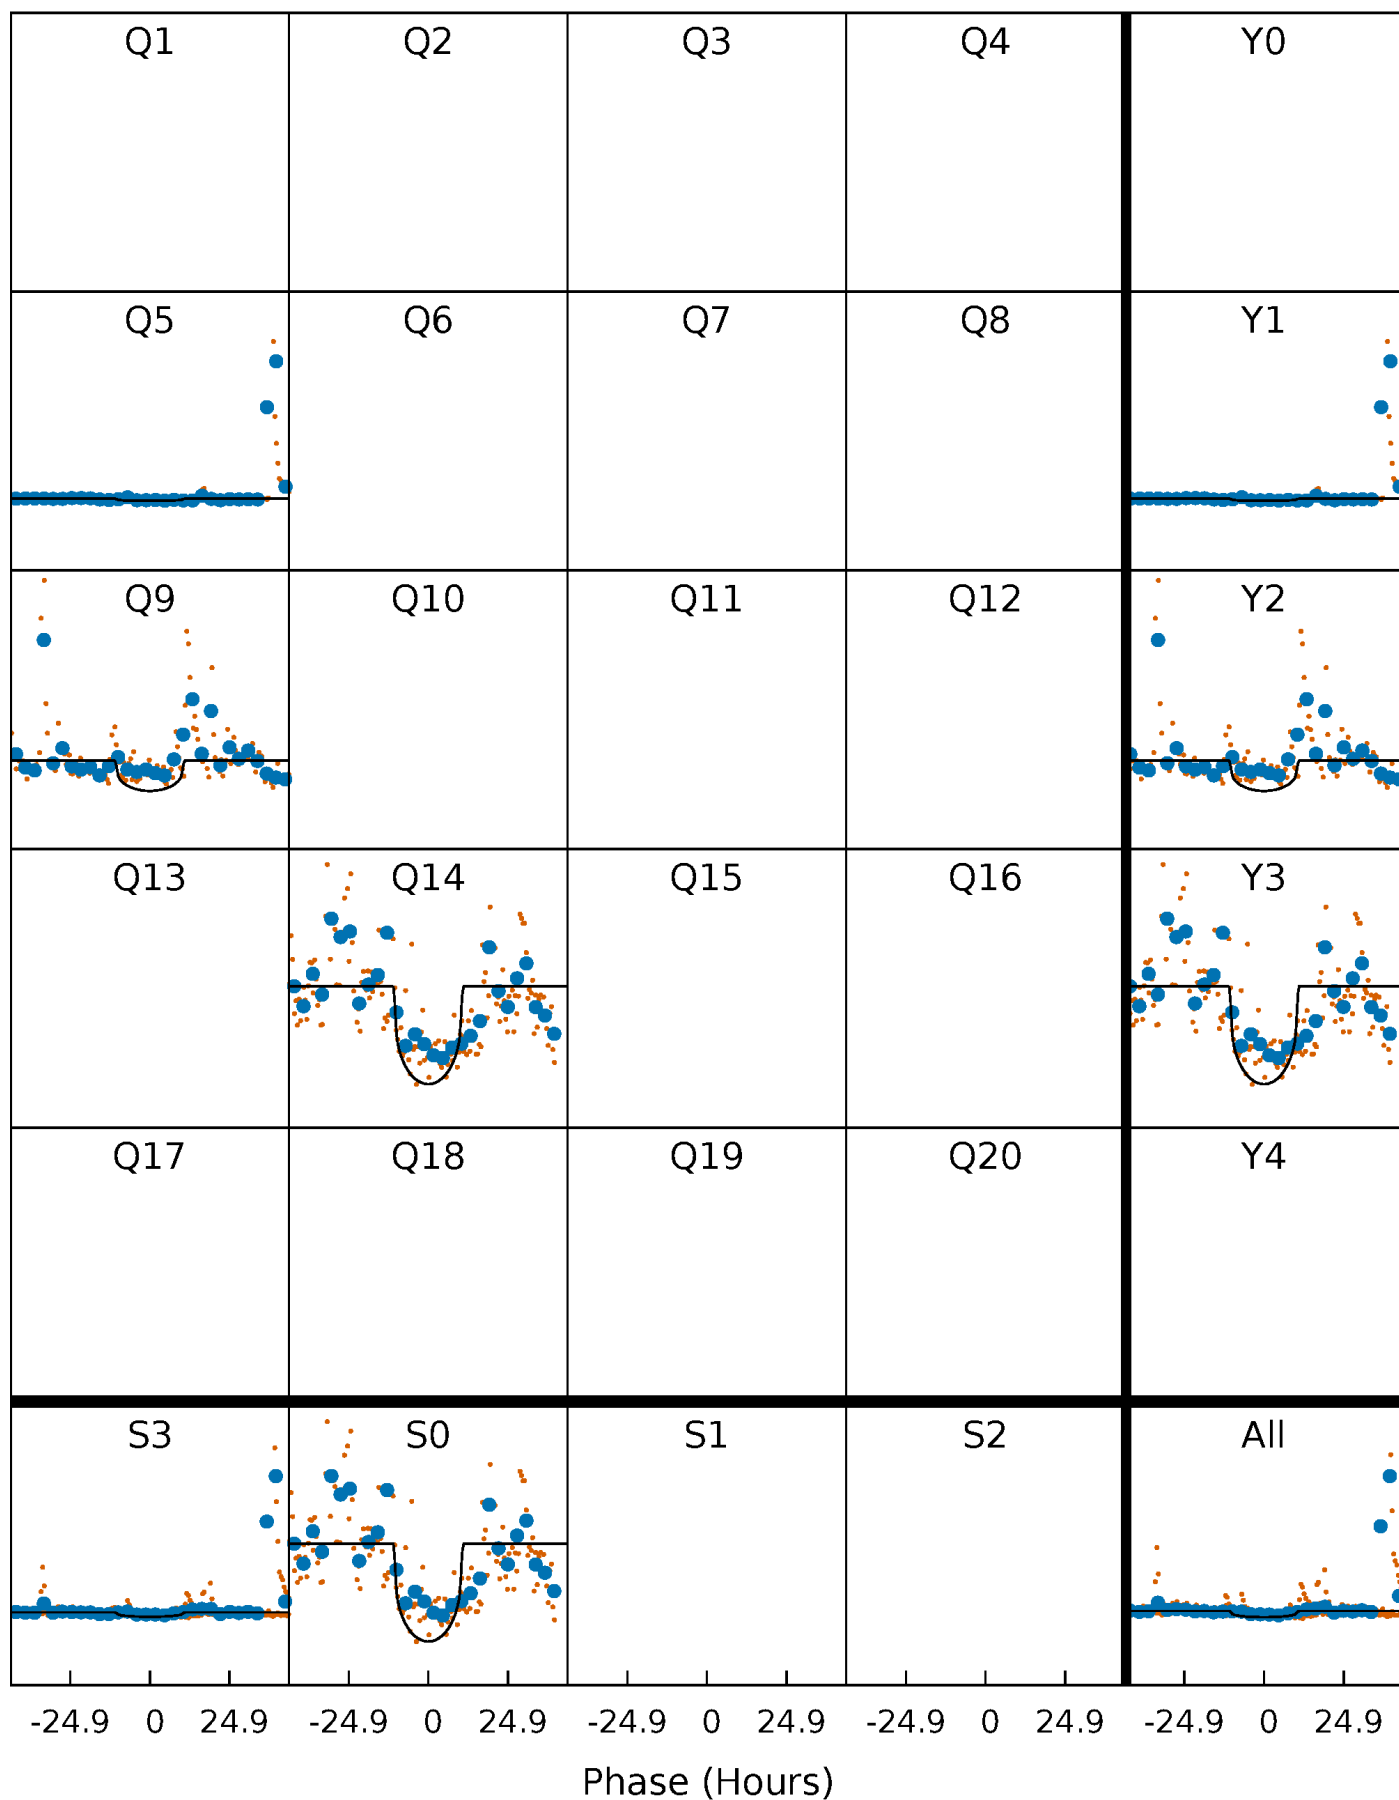 Q1 Q2 Q3 Q4 Y0
Q5 Q6 Q7 Q8 Y1
Q9 Q10 Q11 Q12 Y2
Q13 Q14 Q15 Q16 Y3
Q17 Q18 Q19 Q20 Y4
S3 S0 S1 S2 All
-24.9 0 24.9 -24.9 0 24.9 -24.9 0 24.9 -24.9 0 24.9 -24.9 0 24.9
Phase (Hours)